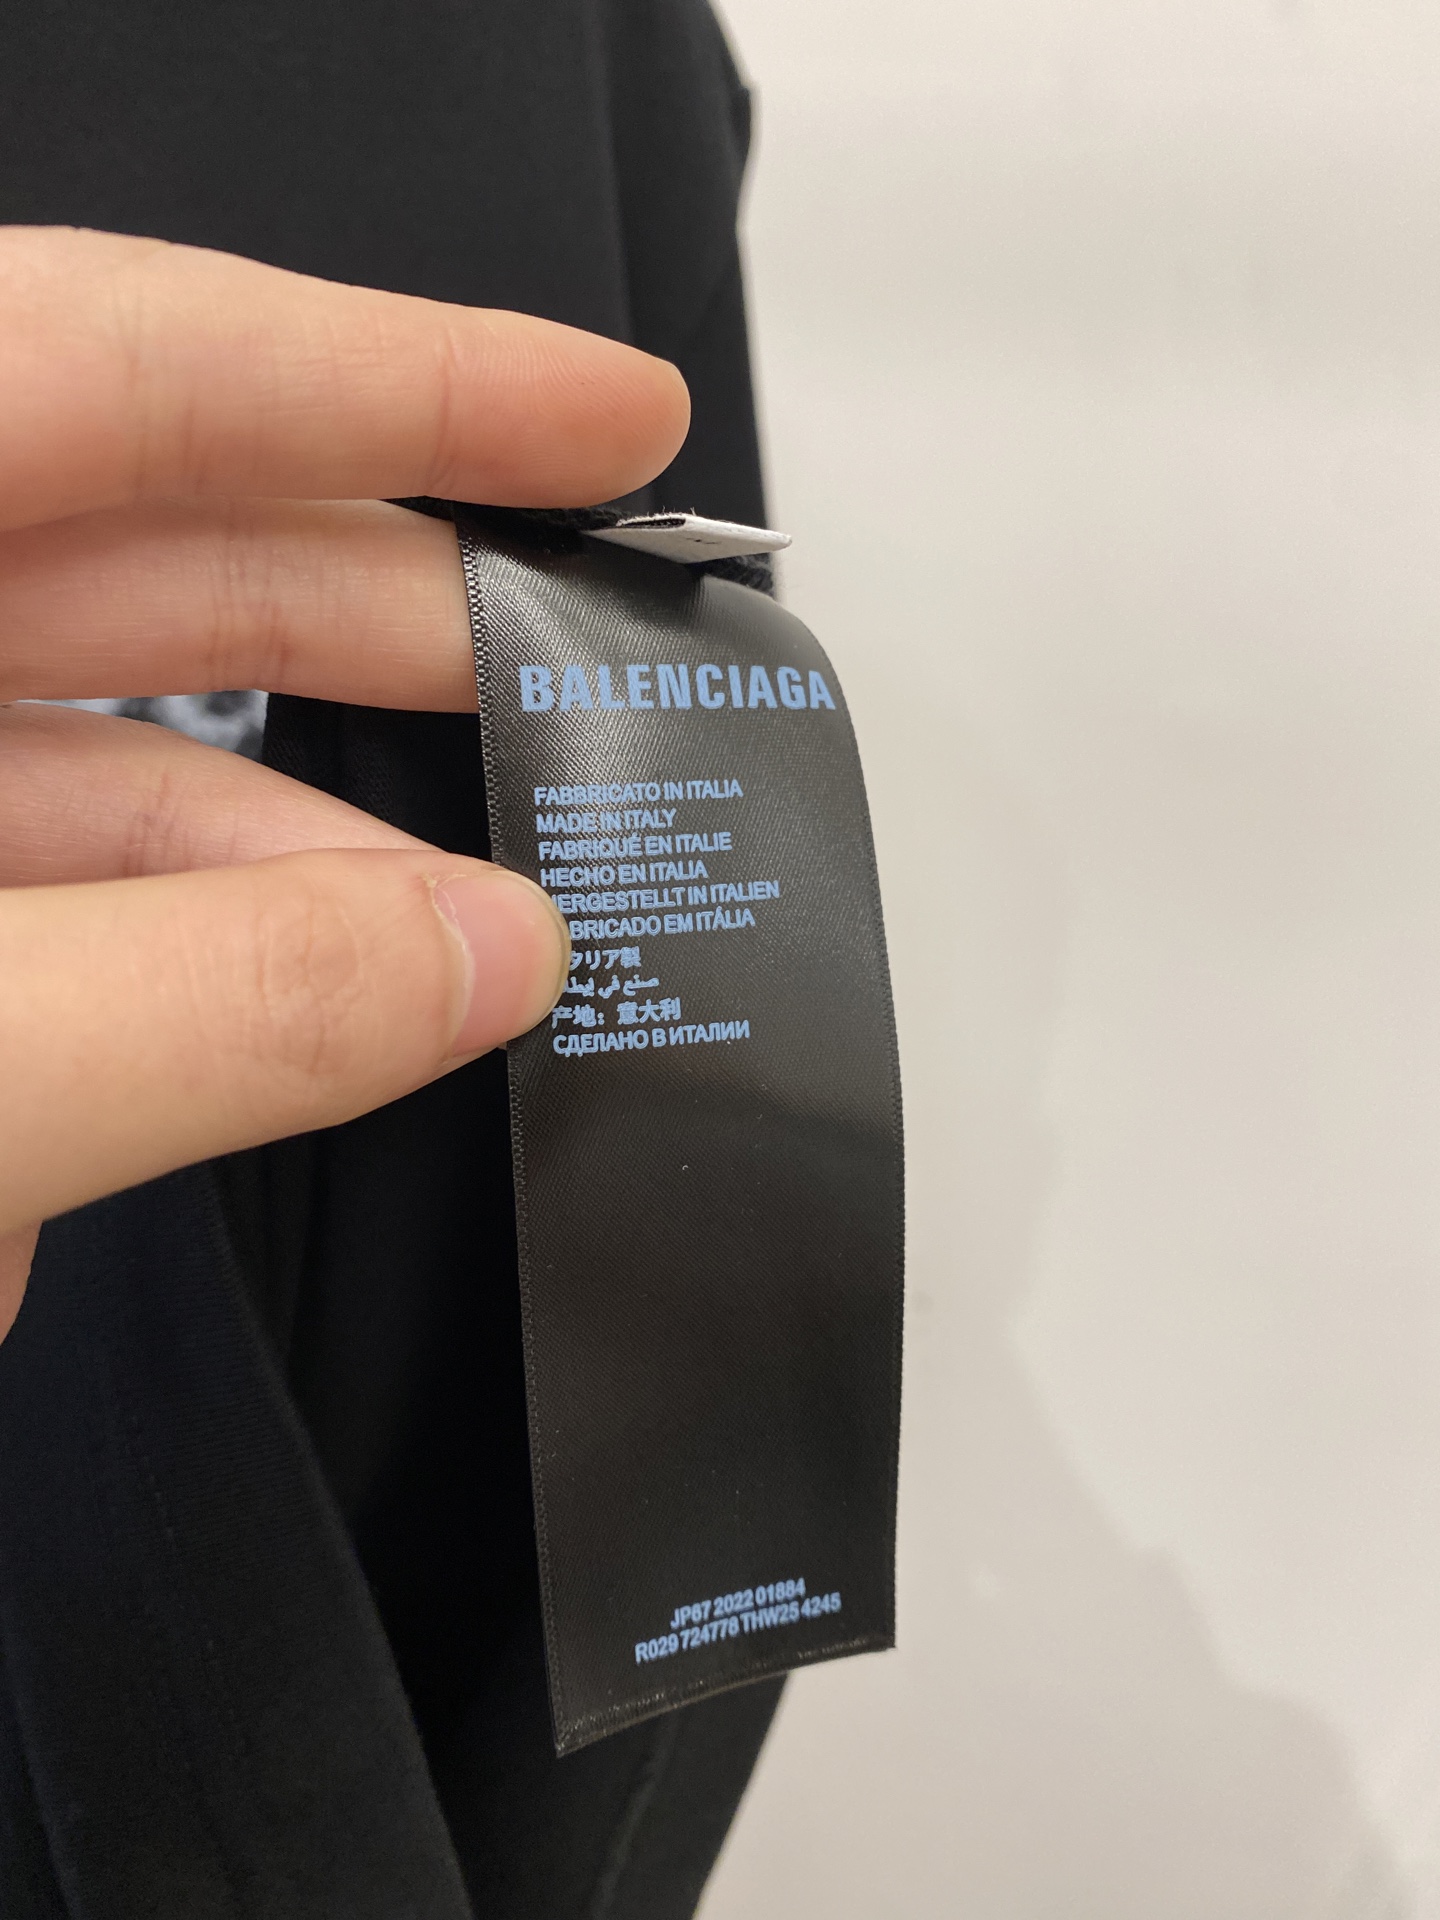 BALENCIAGA
FABBRICATO IN ITALIA
MADE IN ITALY
FABRIQUÉ EN ITALIE
HECHO EN ITALIA
HERGESTELLT IN ITALIEN
BRICADO EM ITÁLIA
タリア製
صنع في إيطا
产地：意大利
СДЕЛАНО В ИТАЛИИ
JP87 2022 01884
R029 724778 THW25 4245